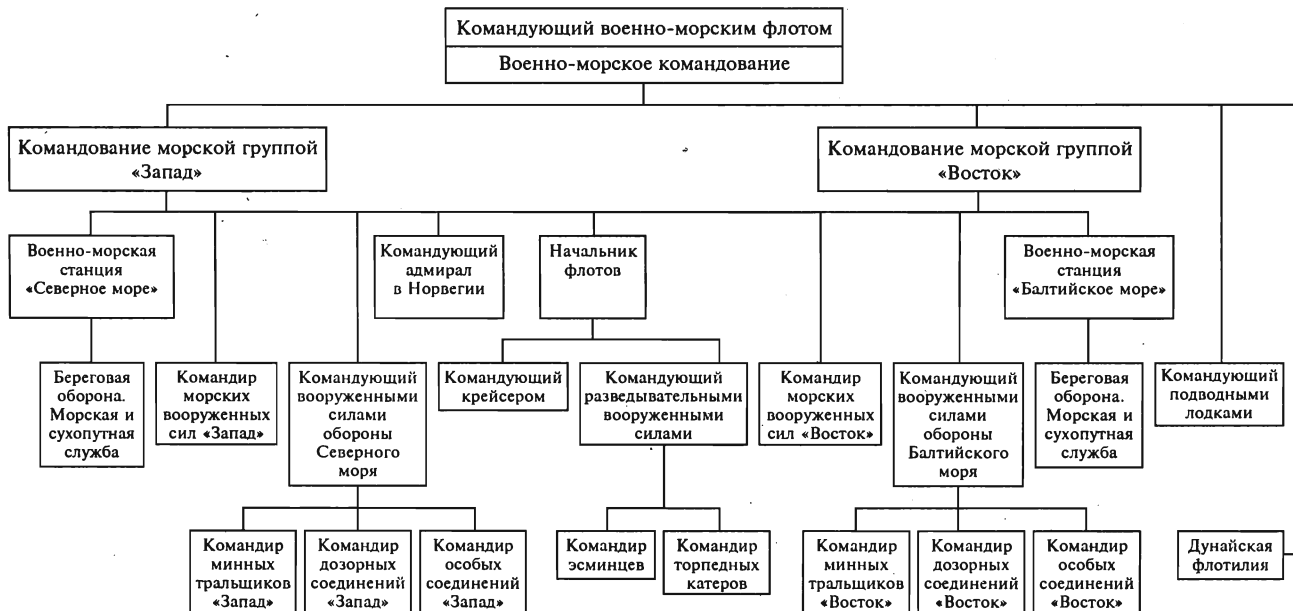 Командующий военно-морским флотом
Военно-морское командование
Командование морской группой
«Запад»
Командование морской группой
«Восток»
Военно-морская
станция
«Северное море»
Командующий
адмирал
в Норвегии
Начальник
флотов
Военно-морская
станция
«Балтийское море»
Береговая
оборона.
Морская и
сухопутная
служба
Командир
морских
вооруженных
сил «Запад»
Командующий
вооруженными
силами
обороны
Северного
моря
Командующий
крейсером
Командующий
разведывательными
вооруженными
силами
Командир
морских
вооруженных
сил «Восток»
Командующий
вооруженными
силами
обороны
Балтийского
моря
Береговая
оборона.
Морская и
сухопутная
служба
Командующий
подводными
лодками
Командир
минных
тральщиков
«Запад»
Командир
дозорных
соединений
«Запад»
Командир
особых
соединений
«Запад»
Командир
эсминцев
Командир
торпедных
катеров
Командир
минных
тральщиков
«Восток»
Командир
дозорных
соединений
«Восток»
Командир
особых
соединений
«Восток»
Дунайская
флотилия